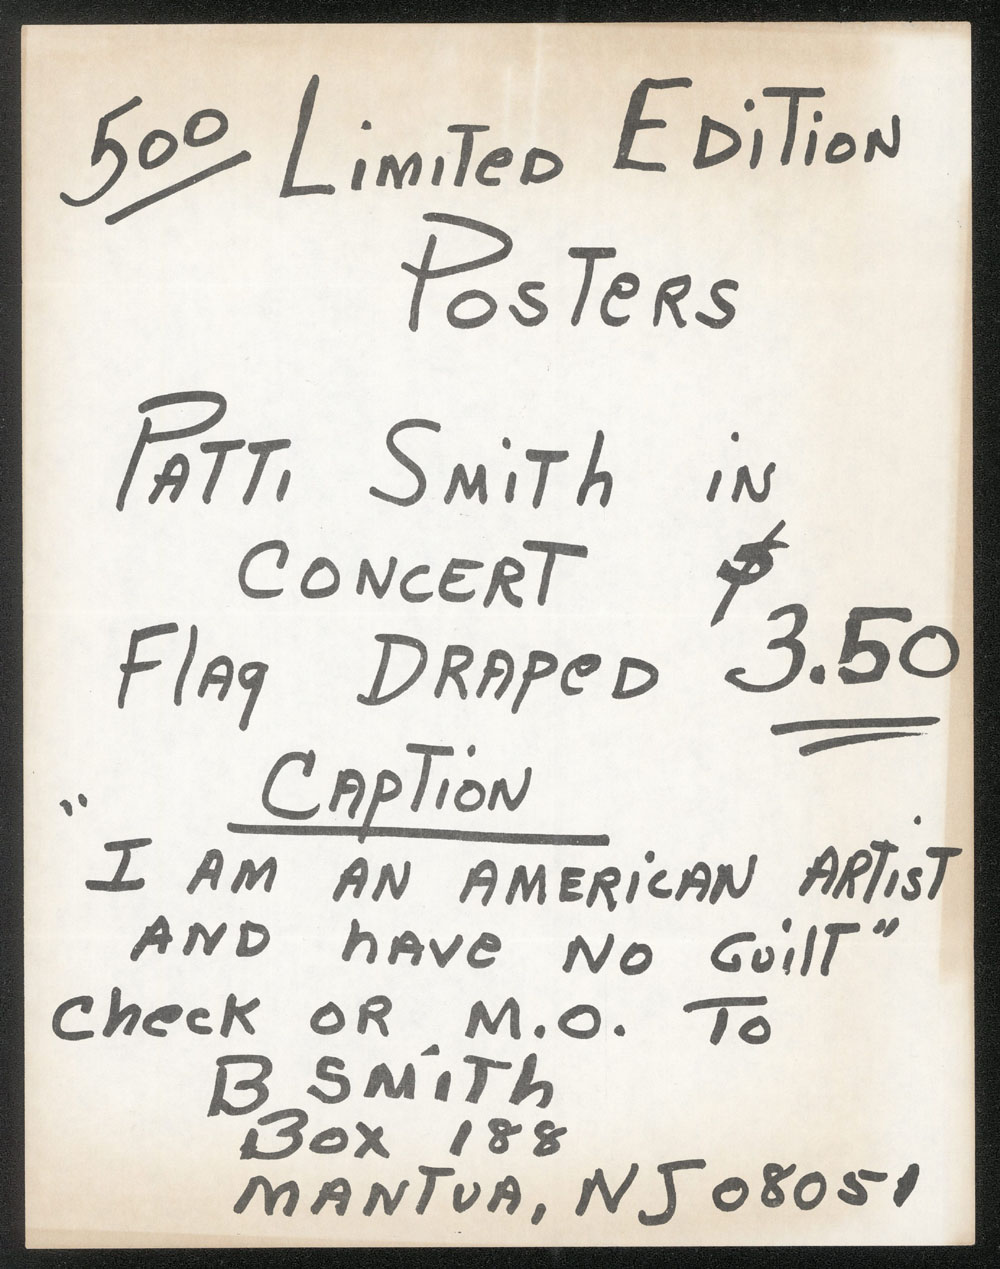 500 Limited Edition
Posters
Patti Smith in
Concert $
Flag Draped 3.50
Caption
"I am an American Artist
and have no Guilt"
Check or M.O. To
B Smith
Box 188
Mantua, NJ 08051